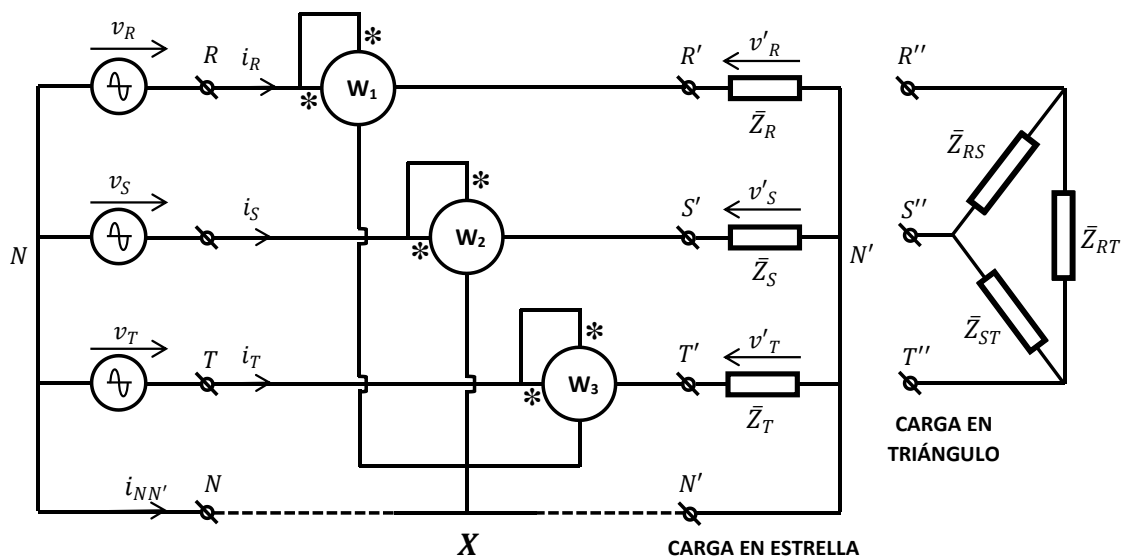 v_R
R
i_R
*
*
W₁
R′
v′_R
Z̄_R
R′′
v_S
S
i_S
*
*
W₂
S′
v′_S
Z̄_S
S′′
Z̄_RS
Z̄_RT
Z̄_ST
N
N′
v_T
T
i_T
*
*
W₃
T′
v′_T
Z̄_T
T′′
CARGA EN
TRIÁNGULO
i_NN′
N
X
N′
CARGA EN ESTRELLA